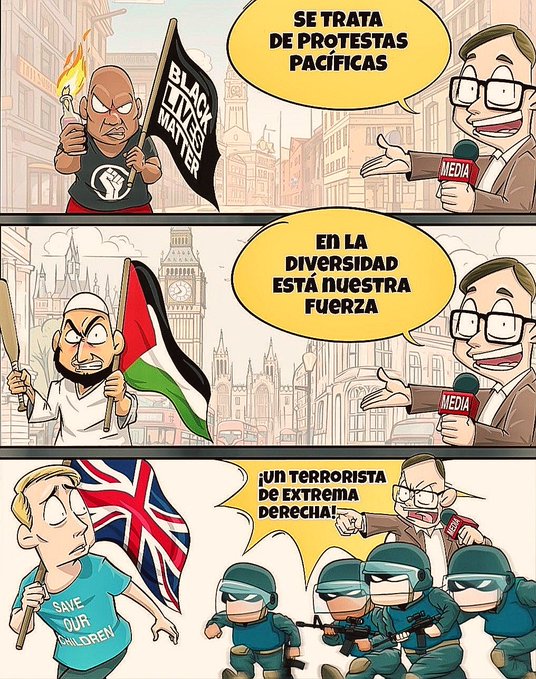 SE TRATA
DE PROTESTAS
PACÍFICAS
BLACK
LIVES
MATTER
MEDIA
EN LA
DIVERSIDAD
ESTÁ NUESTRA
FUERZA
MEDIA
¡UN TERRORISTA
DE EXTREMA
DERECHA!
MEDIA
SAVE
OUR
CHILDREN